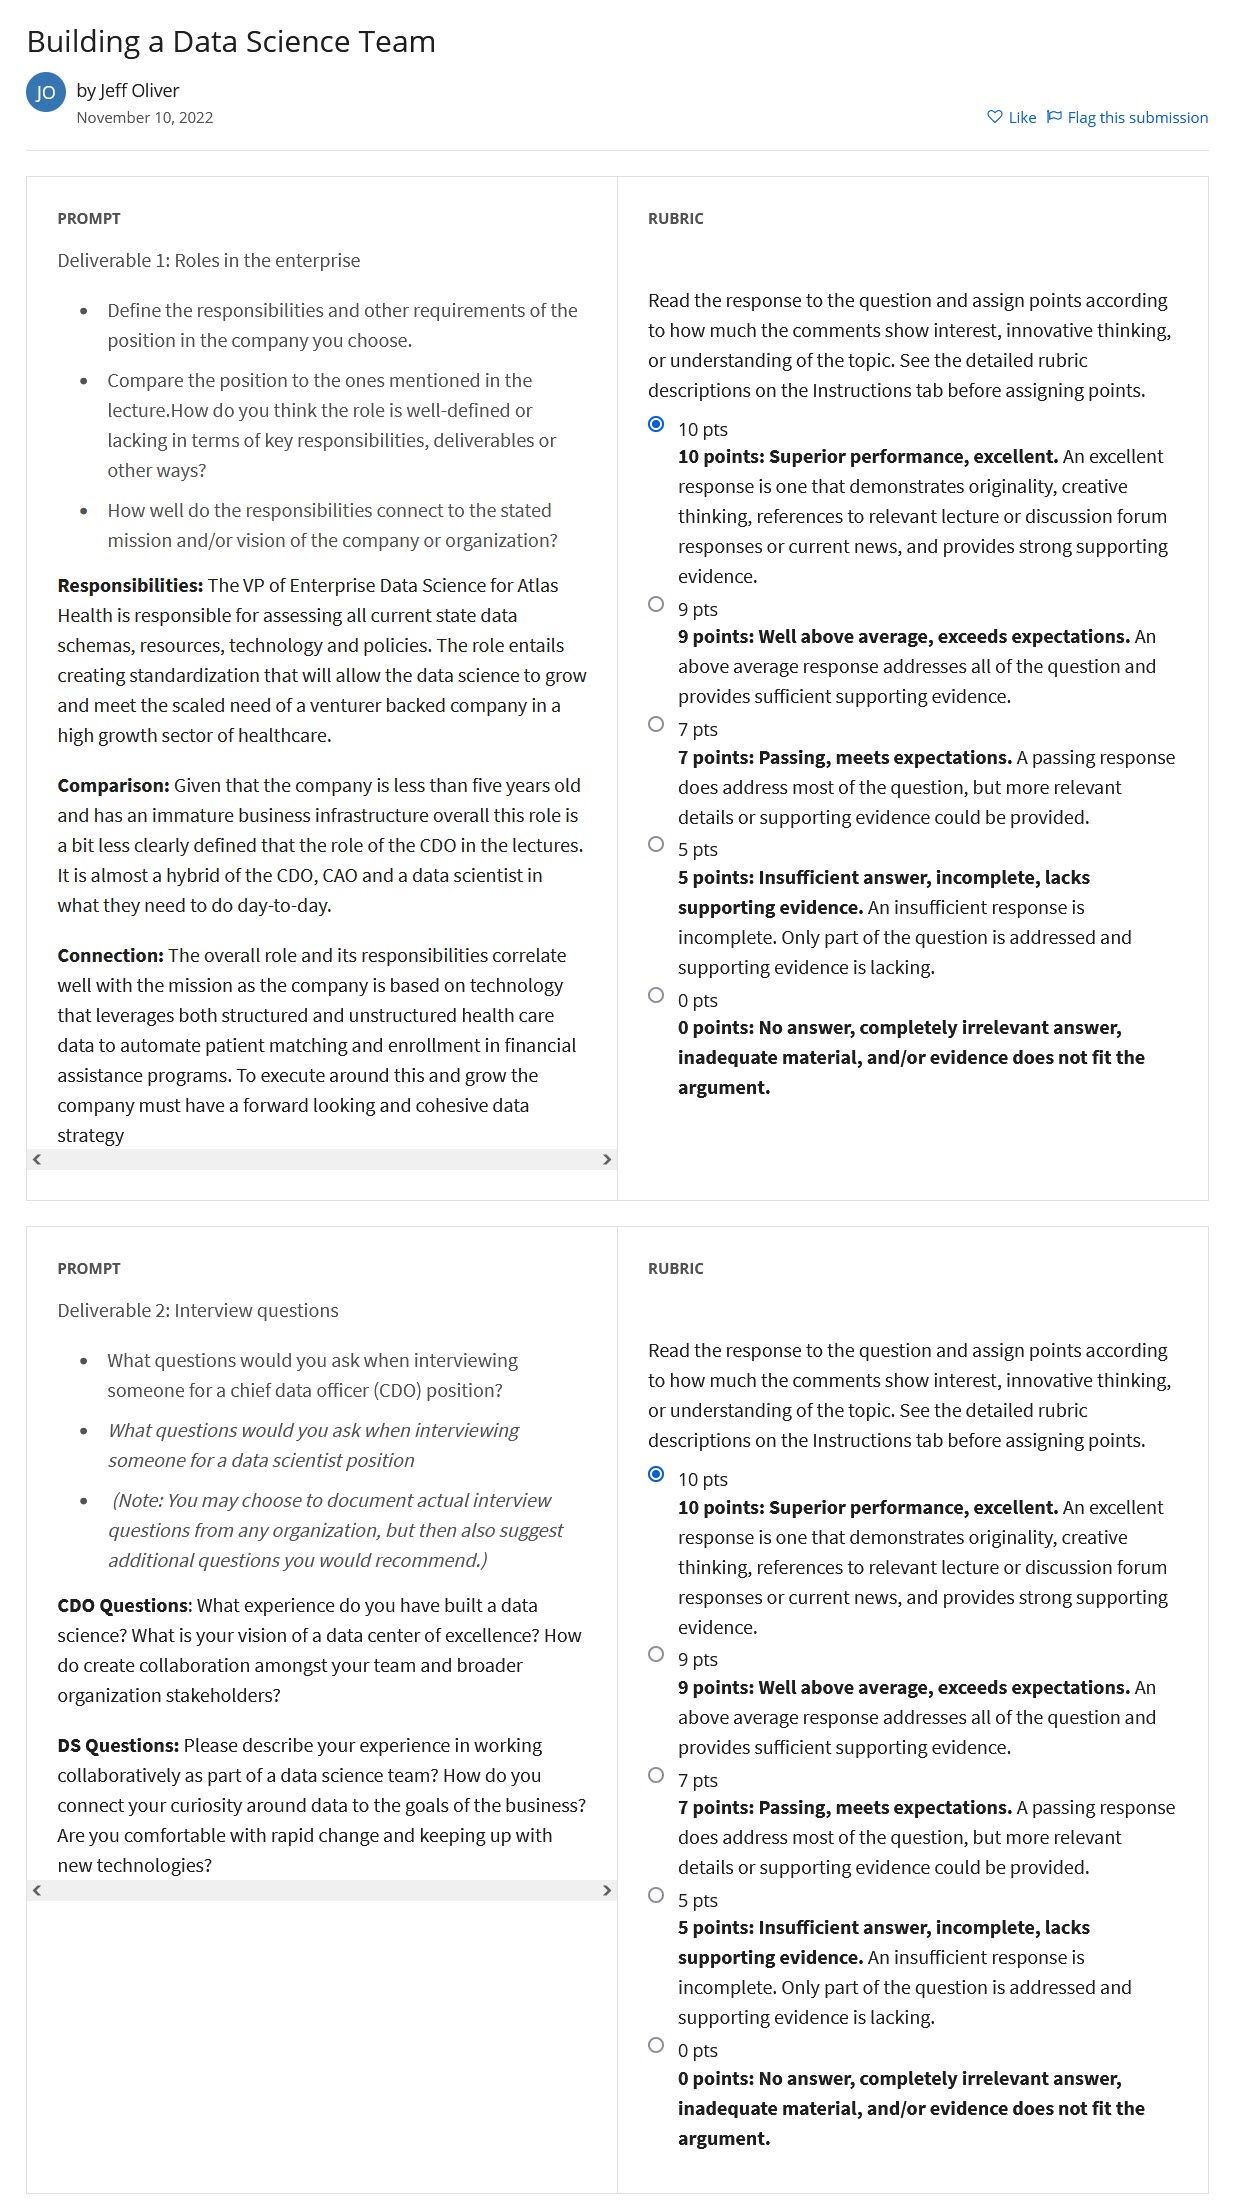 Building a Data Science Team
JO
by Jeff Oliver
November 10, 2022
Like
Flag this submission
PROMPT
Deliverable 1: Roles in the enterprise
• Define the responsibilities and other requirements of the
position in the company you choose.
• Compare the position to the ones mentioned in the
lecture.How do you think the role is well-defined or
lacking in terms of key responsibilities, deliverables or
other ways?
• How well do the responsibilities connect to the stated
mission and/or vision of the company or organization?
Responsibilities: The VP of Enterprise Data Science for Atlas
Health is responsible for assessing all current state data
schemas, resources, technology and policies. The role entails
creating standardization that will allow the data science to grow
and meet the scaled need of a venturer backed company in a
high growth sector of healthcare.
Comparison: Given that the company is less than five years old
and has an immature business infrastructure overall this role is
a bit less clearly defined that the role of the CDO in the lectures.
It is almost a hybrid of the CDO, CAO and a data scientist in
what they need to do day-to-day.
Connection: The overall role and its responsibilities correlate
well with the mission as the company is based on technology
that leverages both structured and unstructured health care
data to automate patient matching and enrollment in financial
assistance programs. To execute around this and grow the
company must have a forward looking and cohesive data
strategy
RUBRIC
Read the response to the question and assign points according
to how much the comments show interest, innovative thinking,
or understanding of the topic. See the detailed rubric
descriptions on the Instructions tab before assigning points.
10 pts
10 points: Superior performance, excellent. An excellent
response is one that demonstrates originality, creative
thinking, references to relevant lecture or discussion forum
responses or current news, and provides strong supporting
evidence.
9 pts
9 points: Well above average, exceeds expectations. An
above average response addresses all of the question and
provides sufficient supporting evidence.
7 pts
7 points: Passing, meets expectations. A passing response
does address most of the question, but more relevant
details or supporting evidence could be provided.
5 pts
5 points: Insufficient answer, incomplete, lacks
supporting evidence. An insufficient response is
incomplete. Only part of the question is addressed and
supporting evidence is lacking.
0 pts
0 points: No answer, completely irrelevant answer,
inadequate material, and/or evidence does not fit the
argument.
PROMPT
Deliverable 2: Interview questions
• What questions would you ask when interviewing
someone for a chief data officer (CDO) position?
• What questions would you ask when interviewing
someone for a data scientist position
• (Note: You may choose to document actual interview
questions from any organization, but then also suggest
additional questions you would recommend.)
CDO Questions: What experience do you have built a data
science? What is your vision of a data center of excellence? How
do create collaboration amongst your team and broader
organization stakeholders?
DS Questions: Please describe your experience in working
collaboratively as part of a data science team? How do you
connect your curiosity around data to the goals of the business?
Are you comfortable with rapid change and keeping up with
new technologies?
RUBRIC
Read the response to the question and assign points according
to how much the comments show interest, innovative thinking,
or understanding of the topic. See the detailed rubric
descriptions on the Instructions tab before assigning points.
10 pts
10 points: Superior performance, excellent. An excellent
response is one that demonstrates originality, creative
thinking, references to relevant lecture or discussion forum
responses or current news, and provides strong supporting
evidence.
9 pts
9 points: Well above average, exceeds expectations. An
above average response addresses all of the question and
provides sufficient supporting evidence.
7 pts
7 points: Passing, meets expectations. A passing response
does address most of the question, but more relevant
details or supporting evidence could be provided.
5 pts
5 points: Insufficient answer, incomplete, lacks
supporting evidence. An insufficient response is
incomplete. Only part of the question is addressed and
supporting evidence is lacking.
0 pts
0 points: No answer, completely irrelevant answer,
inadequate material, and/or evidence does not fit the
argument.